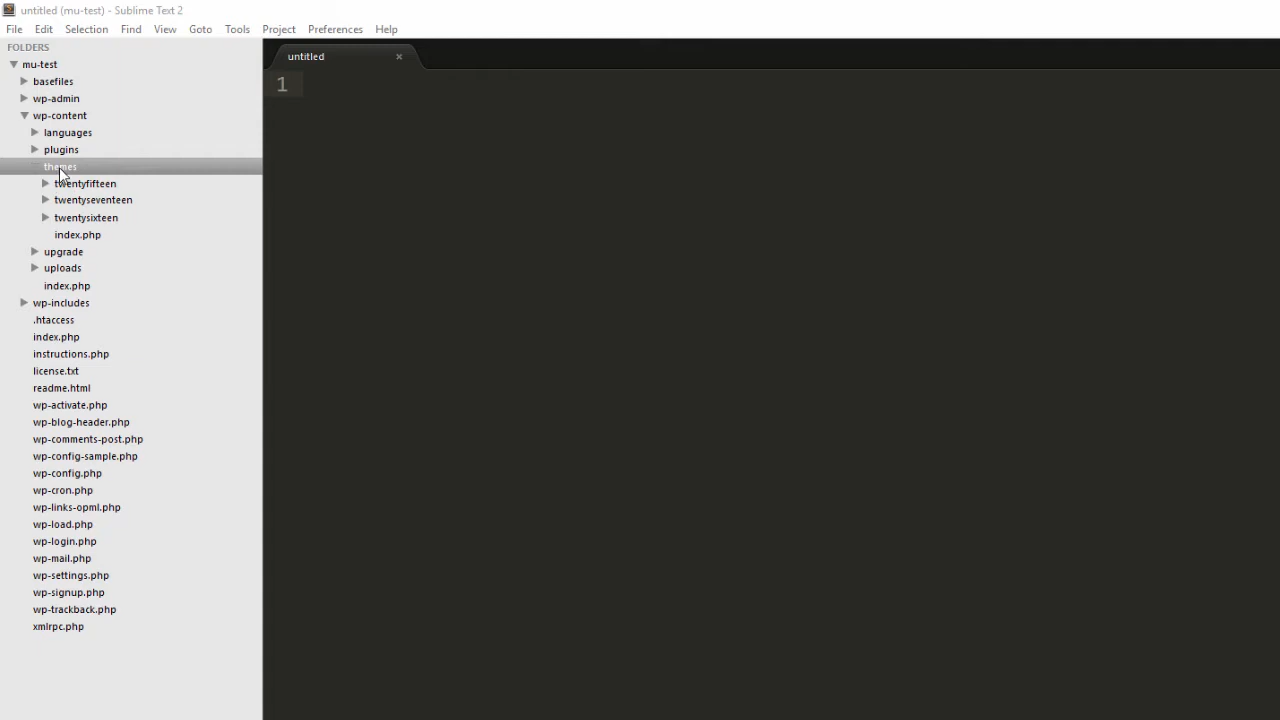 untitled (mu-test) - Sublime Text 2
File Edit Selection Find View Goto Tools Project Preferences Help
FOLDERS
mu-test
basefiles
wp-admin
wp-content
languages
plugins
themes
twentyfifteen
twentyseventeen
twentysixteen
index.php
upgrade
uploads
index.php
wp-includes
.htaccess
index.php
instructions.php
license.txt
readme.html
wp-activate.php
wp-blog-header.php
wp-comments-post.php
wp-config-sample.php
wp-config.php
wp-cron.php
wp-links-opml.php
wp-load.php
wp-login.php
wp-mail.php
wp-settings.php
wp-signup.php
wp-trackback.php
xmlrpc.php
untitled ×
1